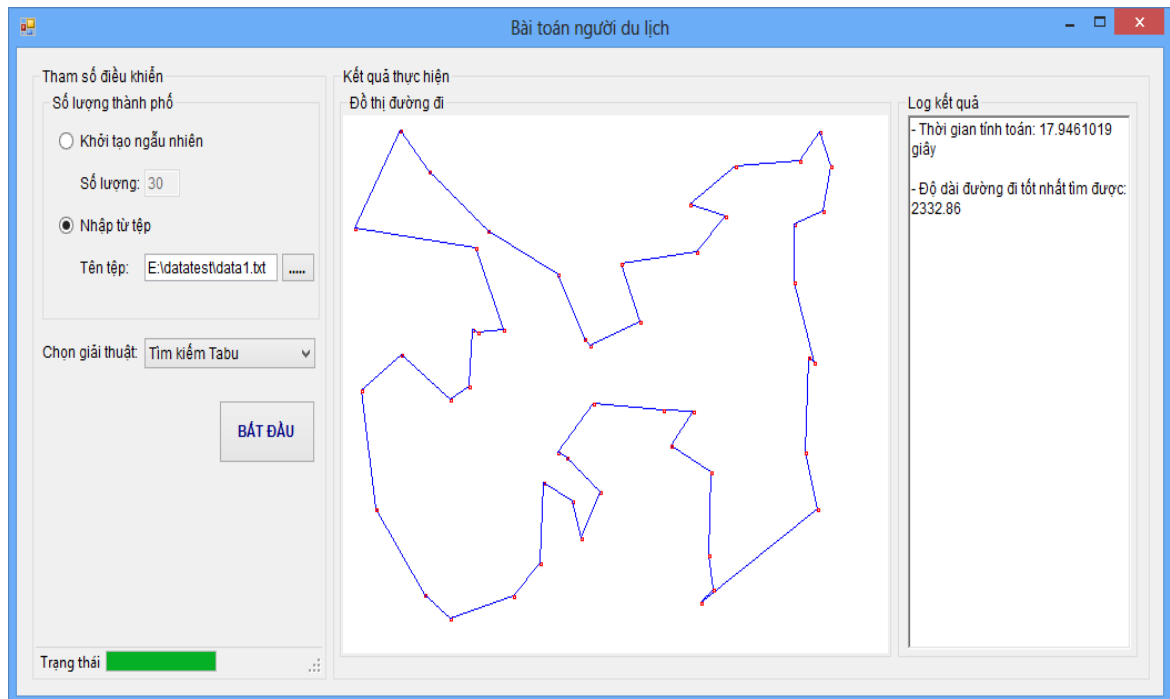 Bài toán người du lịch
Tham số điều khiển
Số lượng thành phố
Khởi tạo ngẫu nhiên
Số lượng: 30
Nhập từ tệp
Tên tệp: E:\datatest\data1.txt .....
Chọn giải thuật: Tìm kiếm Tabu
BẮT ĐẦU
Trạng thái
Kết quả thực hiện
Đồ thị đường đi
Log kết quả
- Thời gian tính toán: 17.9461019
giây
- Độ dài đường đi tốt nhất tìm được:
2332.86